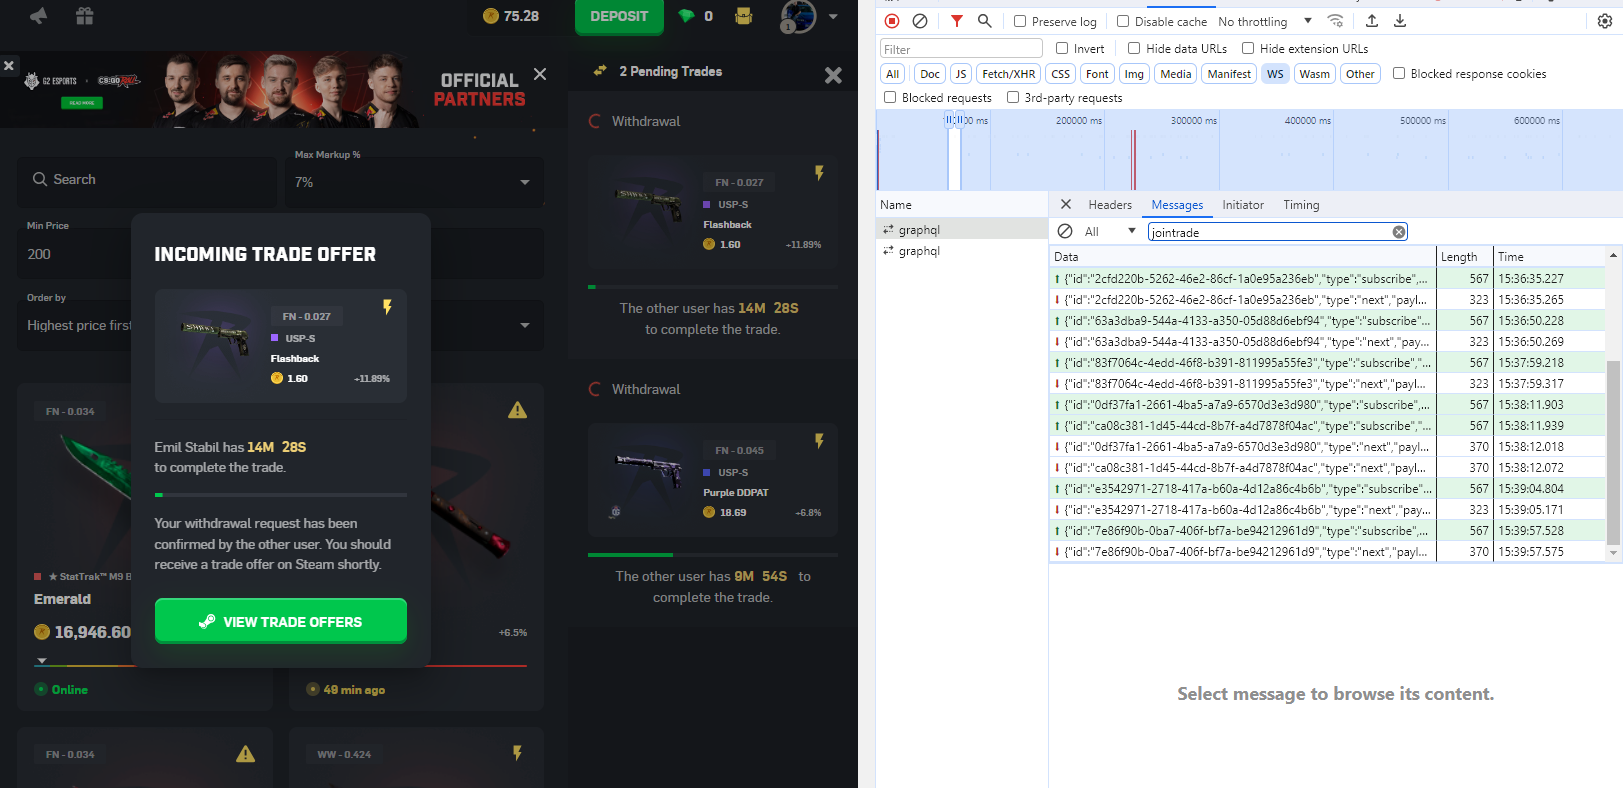 75.28
DEPOSIT
0
1
G2 ESPORTS
CS:GO
READ MORE
OFFICIAL
PARTNERS
2 Pending Trades
Withdrawal
FN - 0.027
USP-S
Flashback
1.60
+11.89%
The other user has 14M 28S
to complete the trade.
Withdrawal
FN - 0.045
USP-S
Purple DDPAT
18.69
+6.8%
The other user has 9M 54S to
complete the trade.
Search
Max Markup %
7%
Min Price
200
Order by
Highest price first
FN - 0.034
★ StatTrak™ M9 B
Emerald
16,946.60
Online
+6.5%
49 min ago
FN - 0.034
WW - 0.424
INCOMING TRADE OFFER
FN - 0.027
USP-S
Flashback
1.60
+11.89%
Emil Stabil has 14M 28S
to complete the trade.
Your withdrawal request has been
confirmed by the other user. You should
receive a trade offer on Steam shortly.
VIEW TRADE OFFERS
Preserve log
Disable cache
No throttling
Filter
Invert
Hide data URLs
Hide extension URLs
All
Doc
JS
Fetch/XHR
CSS
Font
Img
Media
Manifest
WS
Wasm
Other
Blocked response cookies
Blocked requests
3rd-party requests
200000 ms
300000 ms
400000 ms
500000 ms
600000 ms
Name
graphql
graphql
Headers
Messages
Initiator
Timing
All
jointrade
Data
Length
Time
{"id":"2cfd220b-5262-46e2-86cf-1a0e95a236eb","type":"subscribe",... 567 15:36:35.227
{"id":"2cfd220b-5262-46e2-86cf-1a0e95a236eb","type":"next","payl... 323 15:36:35.265
{"id":"63a3dba9-544a-4133-a350-05d88d6ebf94","type":"subscribe"... 567 15:36:50.228
{"id":"63a3dba9-544a-4133-a350-05d88d6ebf94","type":"next","payl... 323 15:36:50.269
{"id":"83f7064c-4edd-46f8-b391-811995a55fe3","type":"subscribe"... 567 15:37:59.218
{"id":"83f7064c-4edd-46f8-b391-811995a55fe3","type":"next","payl... 323 15:37:59.317
{"id":"0df37fa1-2661-4ba5-a7a9-6570d3e3d980","type":"subscribe",... 567 15:38:11.903
{"id":"ca08c381-1d45-44cd-8b7f-a4d7878f04ac","type":"subscribe"... 567 15:38:11.939
{"id":"0df37fa1-2661-4ba5-a7a9-6570d3e3d980","type":"next","payl... 370 15:38:12.018
{"id":"ca08c381-1d45-44cd-8b7f-a4d7878f04ac","type":"next","payl... 370 15:38:12.072
{"id":"e3542971-2718-417a-b60a-4d12a86c4b6b","type":"subscribe"... 567 15:39:04.804
{"id":"e3542971-2718-417a-b60a-4d12a86c4b6b","type":"next","payl... 323 15:39:05.171
{"id":"7e86f90b-0ba7-406f-bf7a-be94212961d9","type":"subscribe"... 567 15:39:57.528
{"id":"7e86f90b-0ba7-406f-bf7a-be94212961d9","type":"next","payl... 370 15:39:57.575
Select message to browse its content.